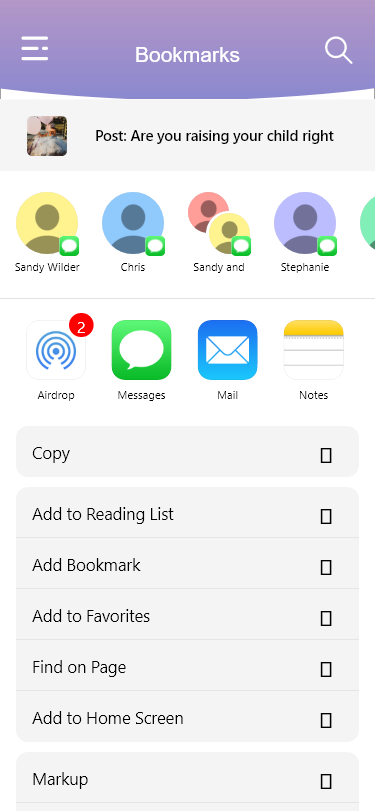 Bookmarks
Post: Are you raising your child right
Sandy Wilder
Chris
Sandy and
Stephanie
2
Airdrop
Messages
Mail
Notes
Copy
Add to Reading List
Add Bookmark
Add to Favorites
Find on Page
Add to Home Screen
Markup